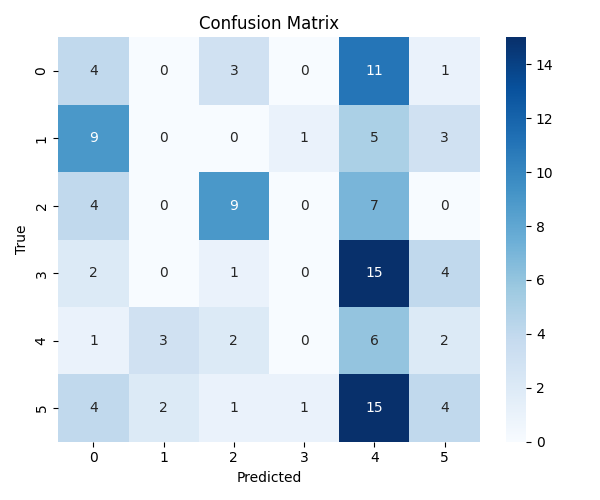 Confusion Matrix
0 4 0 3 0 11 1
1 9 0 0 1 5 3
2 4 0 9 0 7 0
3 2 0 1 0 15 4
4 1 3 2 0 6 2
5 4 2 1 1 15 4
0 1 2 3 4 5
Predicted
True
14
12
10
8
6
4
2
0